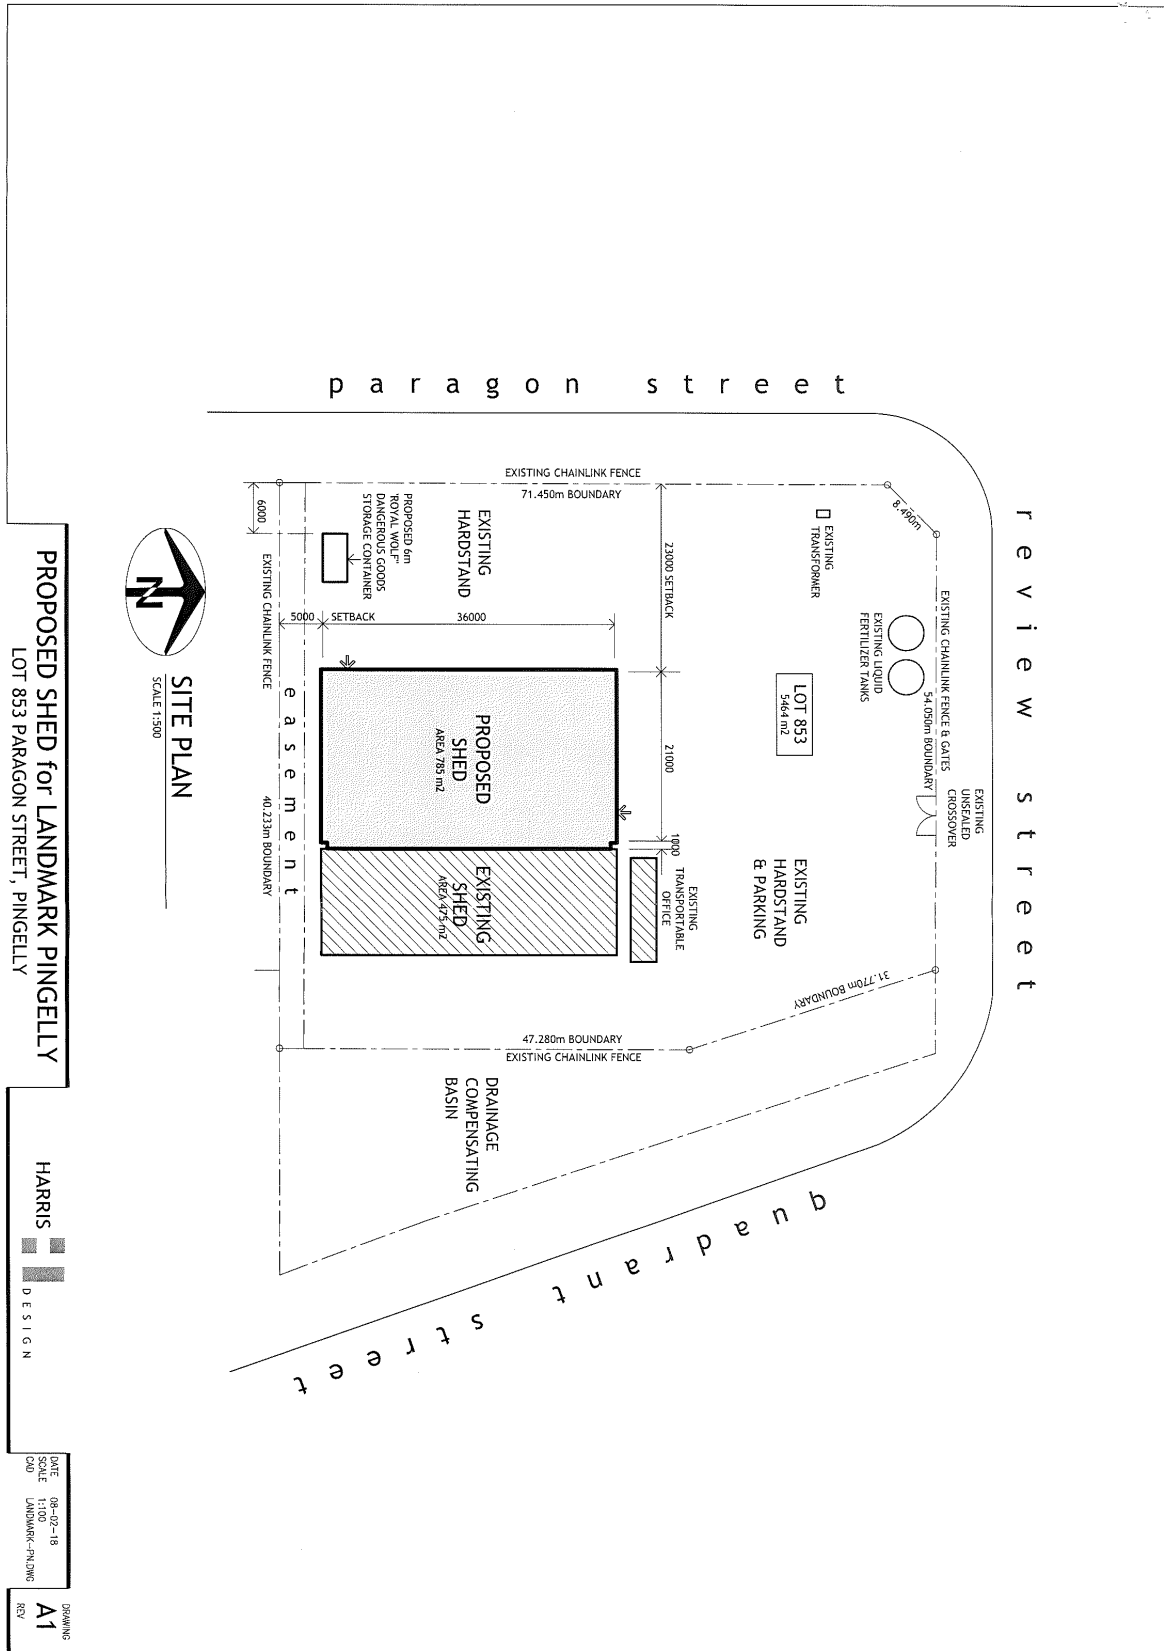 review street
paragon street
quadrant street
EXISTING
UNSEALED
CROSSOVER
EXISTING CHAINLINK FENCE & GATES
54.050m BOUNDARY
8.490m
EXISTING LIQUID
FERTILIZER TANKS
EXISTING
TRANSFORMER
LOT 853
5464 m2
EXISTING
HARDSTAND
& PARKING
31.770m BOUNDARY
EXISTING CHAINLINK FENCE
71.450m BOUNDARY
23000 SETBACK
21000
1000
EXISTING
TRANSPORTABLE
OFFICE
EXISTING
HARDSTAND
PROPOSED 6m
"ROYAL WOLF"
DANGEROUS GOODS
STORAGE CONTAINER
36000
5000 SETBACK
6000
PROPOSED
SHED
AREA 785 m2
EXISTING
SHED
AREA 475 m2
47.280m BOUNDARY
EXISTING CHAINLINK FENCE
DRAINAGE
COMPENSATING
BASIN
easement
EXISTING CHAINLINK FENCE
40.233m BOUNDARY
N
SITE PLAN
SCALE 1:500
PROPOSED SHED for LANDMARK PINGELLY
LOT 853 PARAGON STREET, PINGELLY
HARRIS
DESIGN
DATE 08-02-18
SCALE 1:100
CAD LANDMARK-PN.DWG
DRAWING
A1
REV